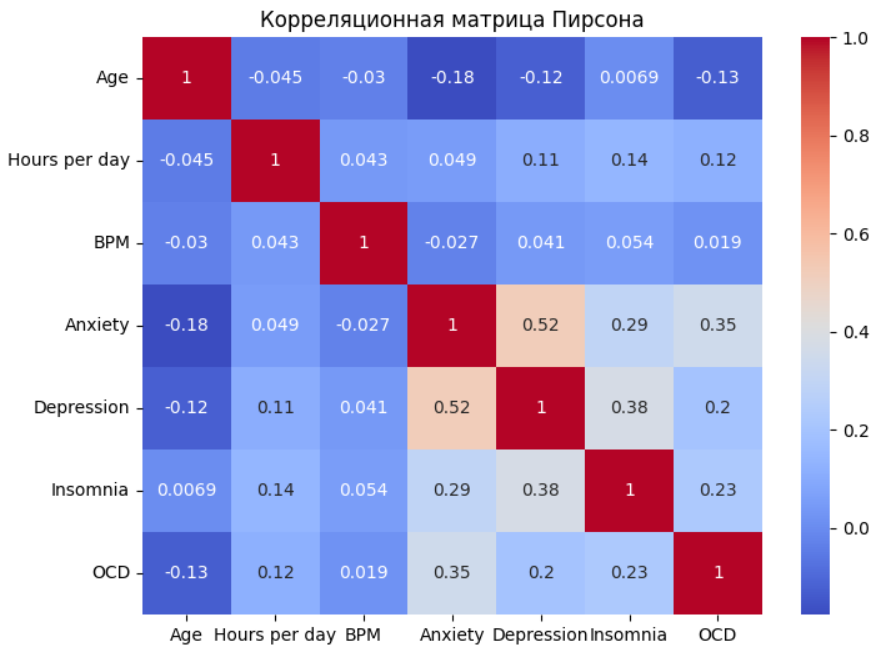 Корреляционная матрица Пирсона
Age 1 -0.045 -0.03 -0.18 -0.12 0.0069 -0.13
Hours per day -0.045 1 0.043 0.049 0.11 0.14 0.12
BPM -0.03 0.043 1 -0.027 0.041 0.054 0.019
Anxiety -0.18 0.049 -0.027 1 0.52 0.29 0.35
Depression -0.12 0.11 0.041 0.52 1 0.38 0.2
Insomnia 0.0069 0.14 0.054 0.29 0.38 1 0.23
OCD -0.13 0.12 0.019 0.35 0.2 0.23 1
Age Hours per day BPM Anxiety Depression Insomnia OCD
1.0
0.8
0.6
0.4
0.2
0.0